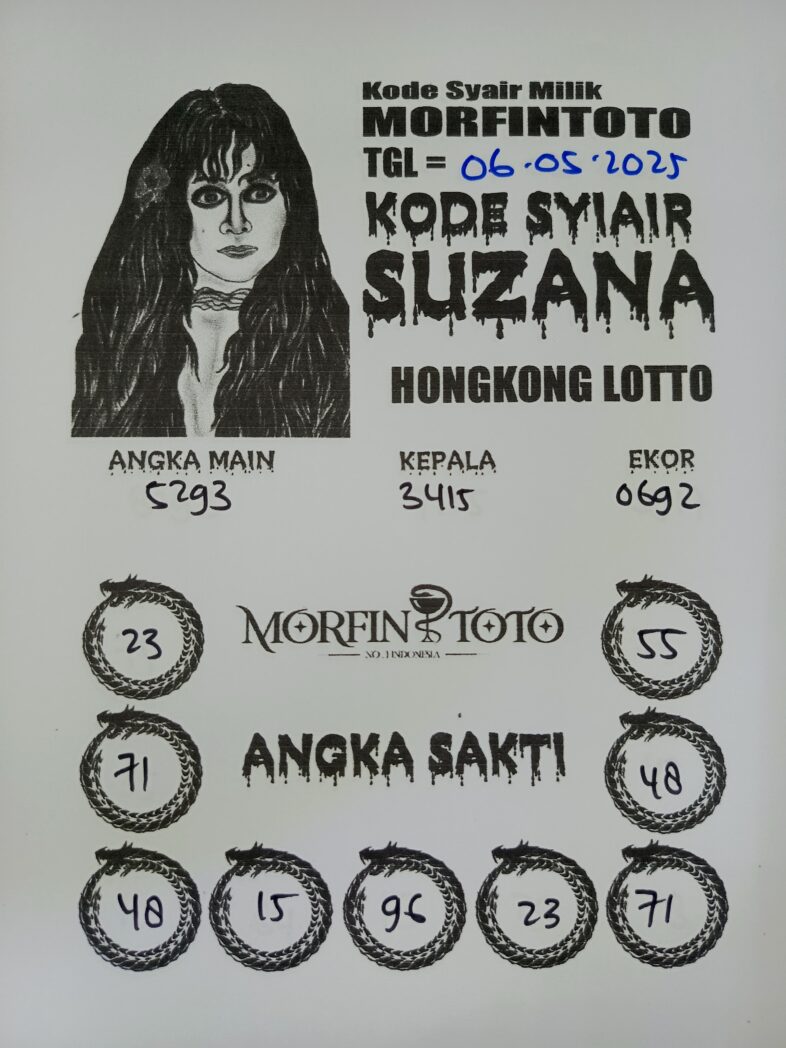 Kode Syair Milik
MORFINTOTO
TGL = 06.05.2025
KODE SYIAIR
SUZANA
HONGKONG LOTTO
ANGKA MAIN KEPALA EKOR
5293 3415 0692
MORFIN TOTO
NO.1 INDONESIA
23 55
ANGKA SAKTI
71 48
48 15 96 23 71